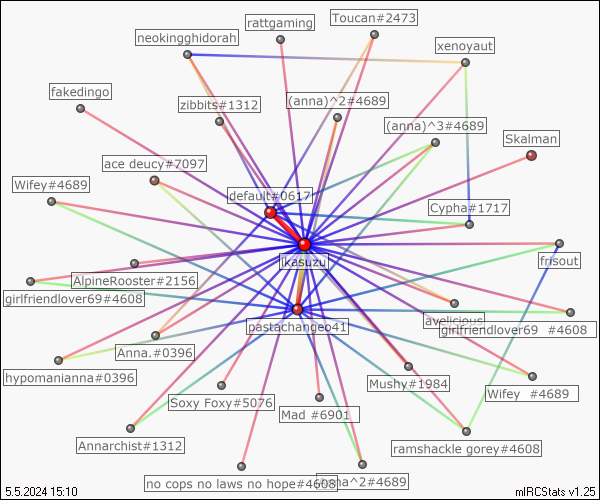 Toucan#2473
rattgaming
neokingghidorah
xenoyaut
fakedingo
zibbits#1312
(anna)^2#4689
(anna)^3#4689
Skalman
ace deucy#7097
Wifey#4689
default#0617
Cypha#1717
jkasuzu
frisout
AlpineRooster#2156
girlfriendlover69#4608
avelicious
girlfriendlover69  #4608
pastachangeo41
Anna.#0396
hypomanianna#0396
Mushy#1984
Wifey  #4689
Soxy Foxy#5076
Mad #6901
Annarchist#1312
ramshackle gorey#4608
no cops no laws no hope#4608
anna^2#4689
5.5.2024 15:10
mIRCStats v1.25